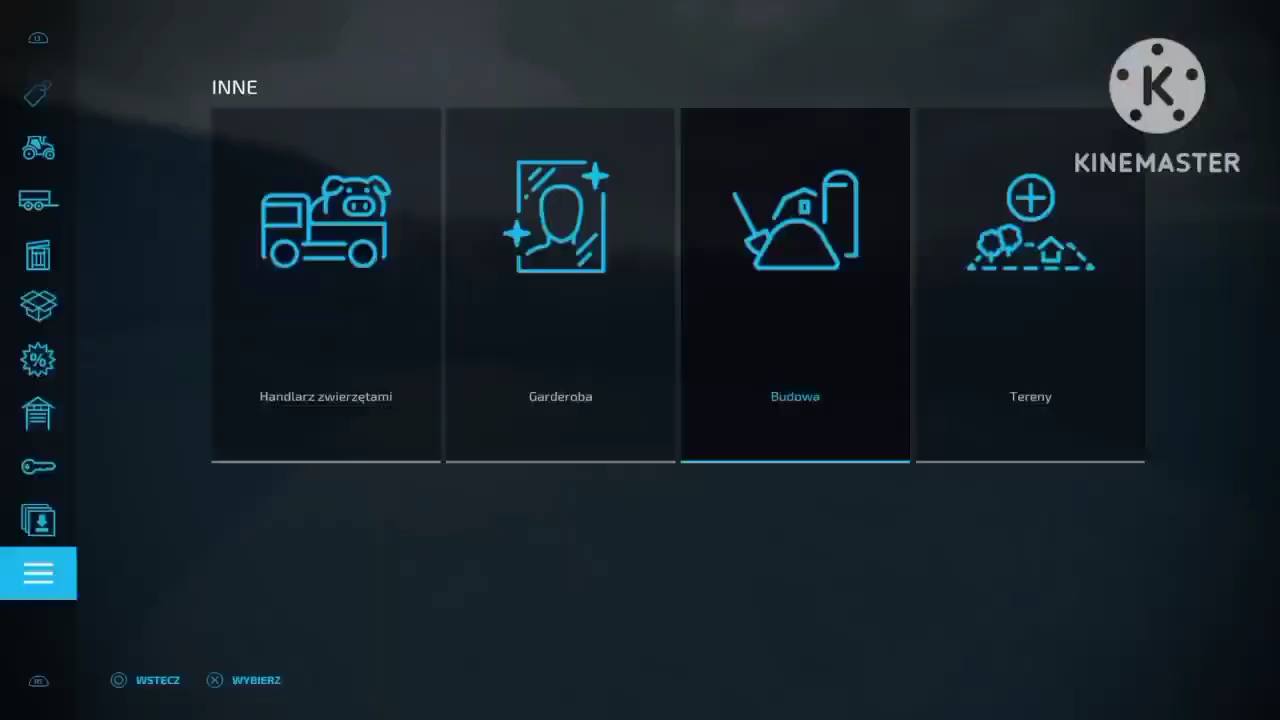 INNE
KINEMASTER
Handlarz zwierzętami
Garderoba
Budowa
Tereny
WSTECZ
WYBIERZ